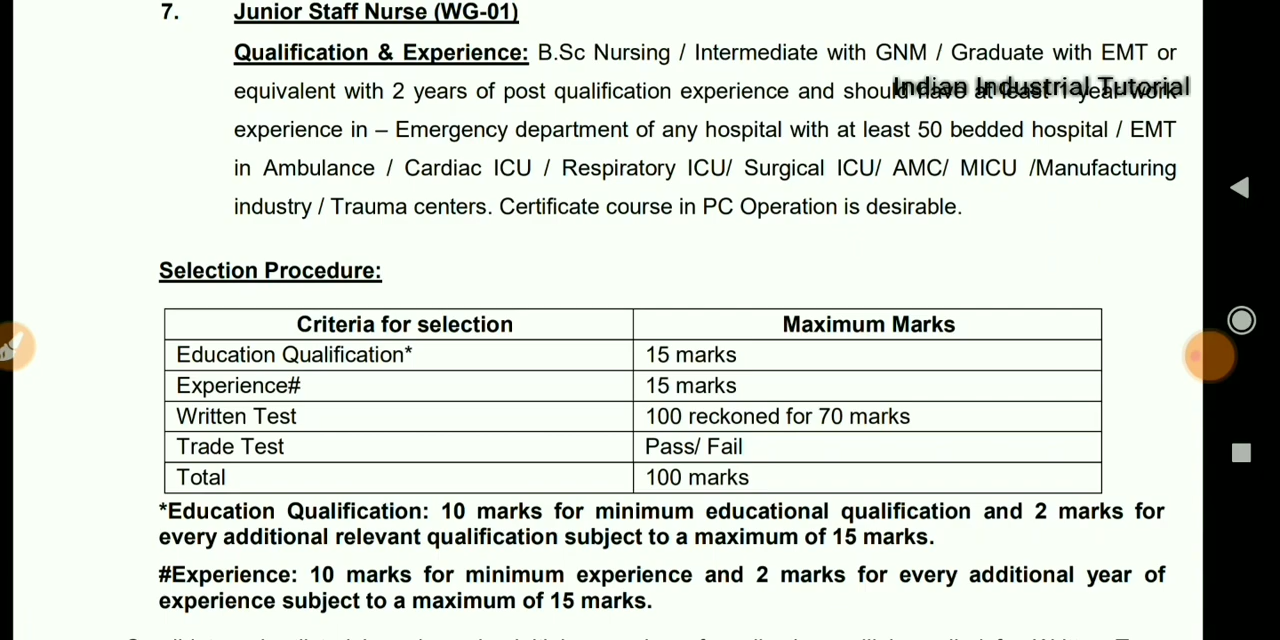 7. Junior Staff Nurse (WG-01)
Qualification & Experience: B.Sc Nursing / Intermediate with GNM / Graduate with EMT or
equivalent with 2 years of post qualification experience and should have at least 1 year work
Indian Industrial Tutorial
experience in – Emergency department of any hospital with at least 50 bedded hospital / EMT
in Ambulance / Cardiac ICU / Respiratory ICU/ Surgical ICU/ AMC/ MICU /Manufacturing
industry / Trauma centers. Certificate course in PC Operation is desirable.
Selection Procedure:
Criteria for selection Maximum Marks
Education Qualification* 15 marks
Experience# 15 marks
Written Test 100 reckoned for 70 marks
Trade Test Pass/ Fail
Total 100 marks
*Education Qualification: 10 marks for minimum educational qualification and 2 marks for
every additional relevant qualification subject to a maximum of 15 marks.
#Experience: 10 marks for minimum experience and 2 marks for every additional year of
experience subject to a maximum of 15 marks.